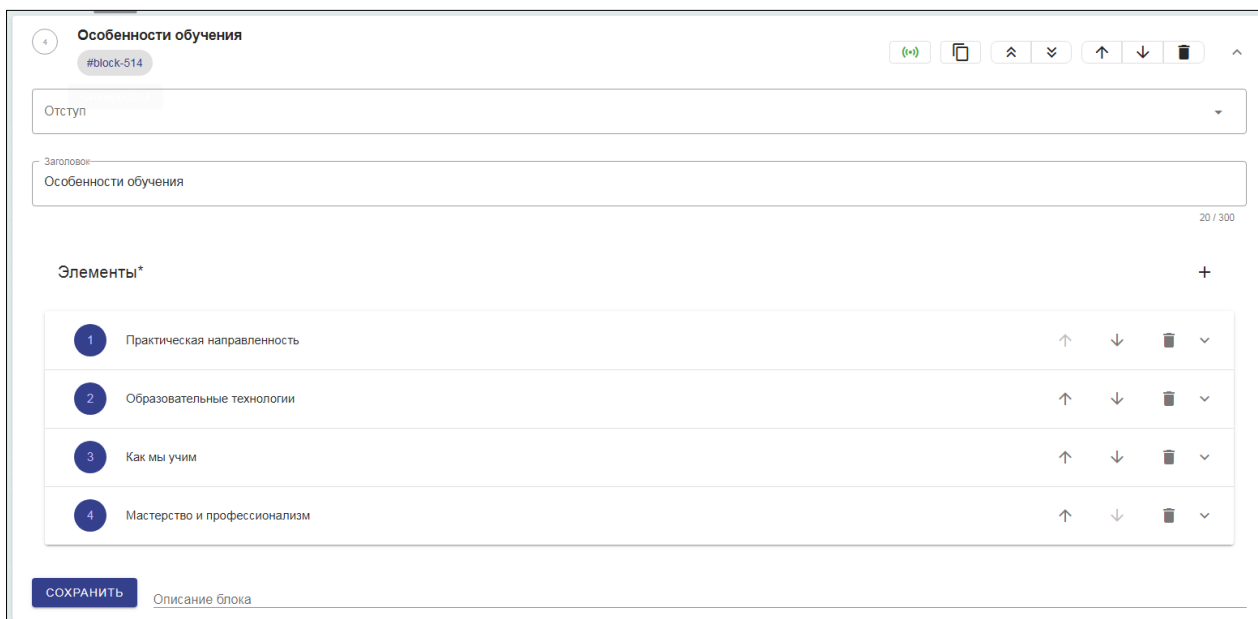 4
Особенности обучения
#block-514
Отступ
Заголовок
Особенности обучения
20 / 300
Элементы*
1 Практическая направленность
2 Образовательные технологии
3 Как мы учим
4 Мастерство и профессионализм
СОХРАНИТЬ Описание блока